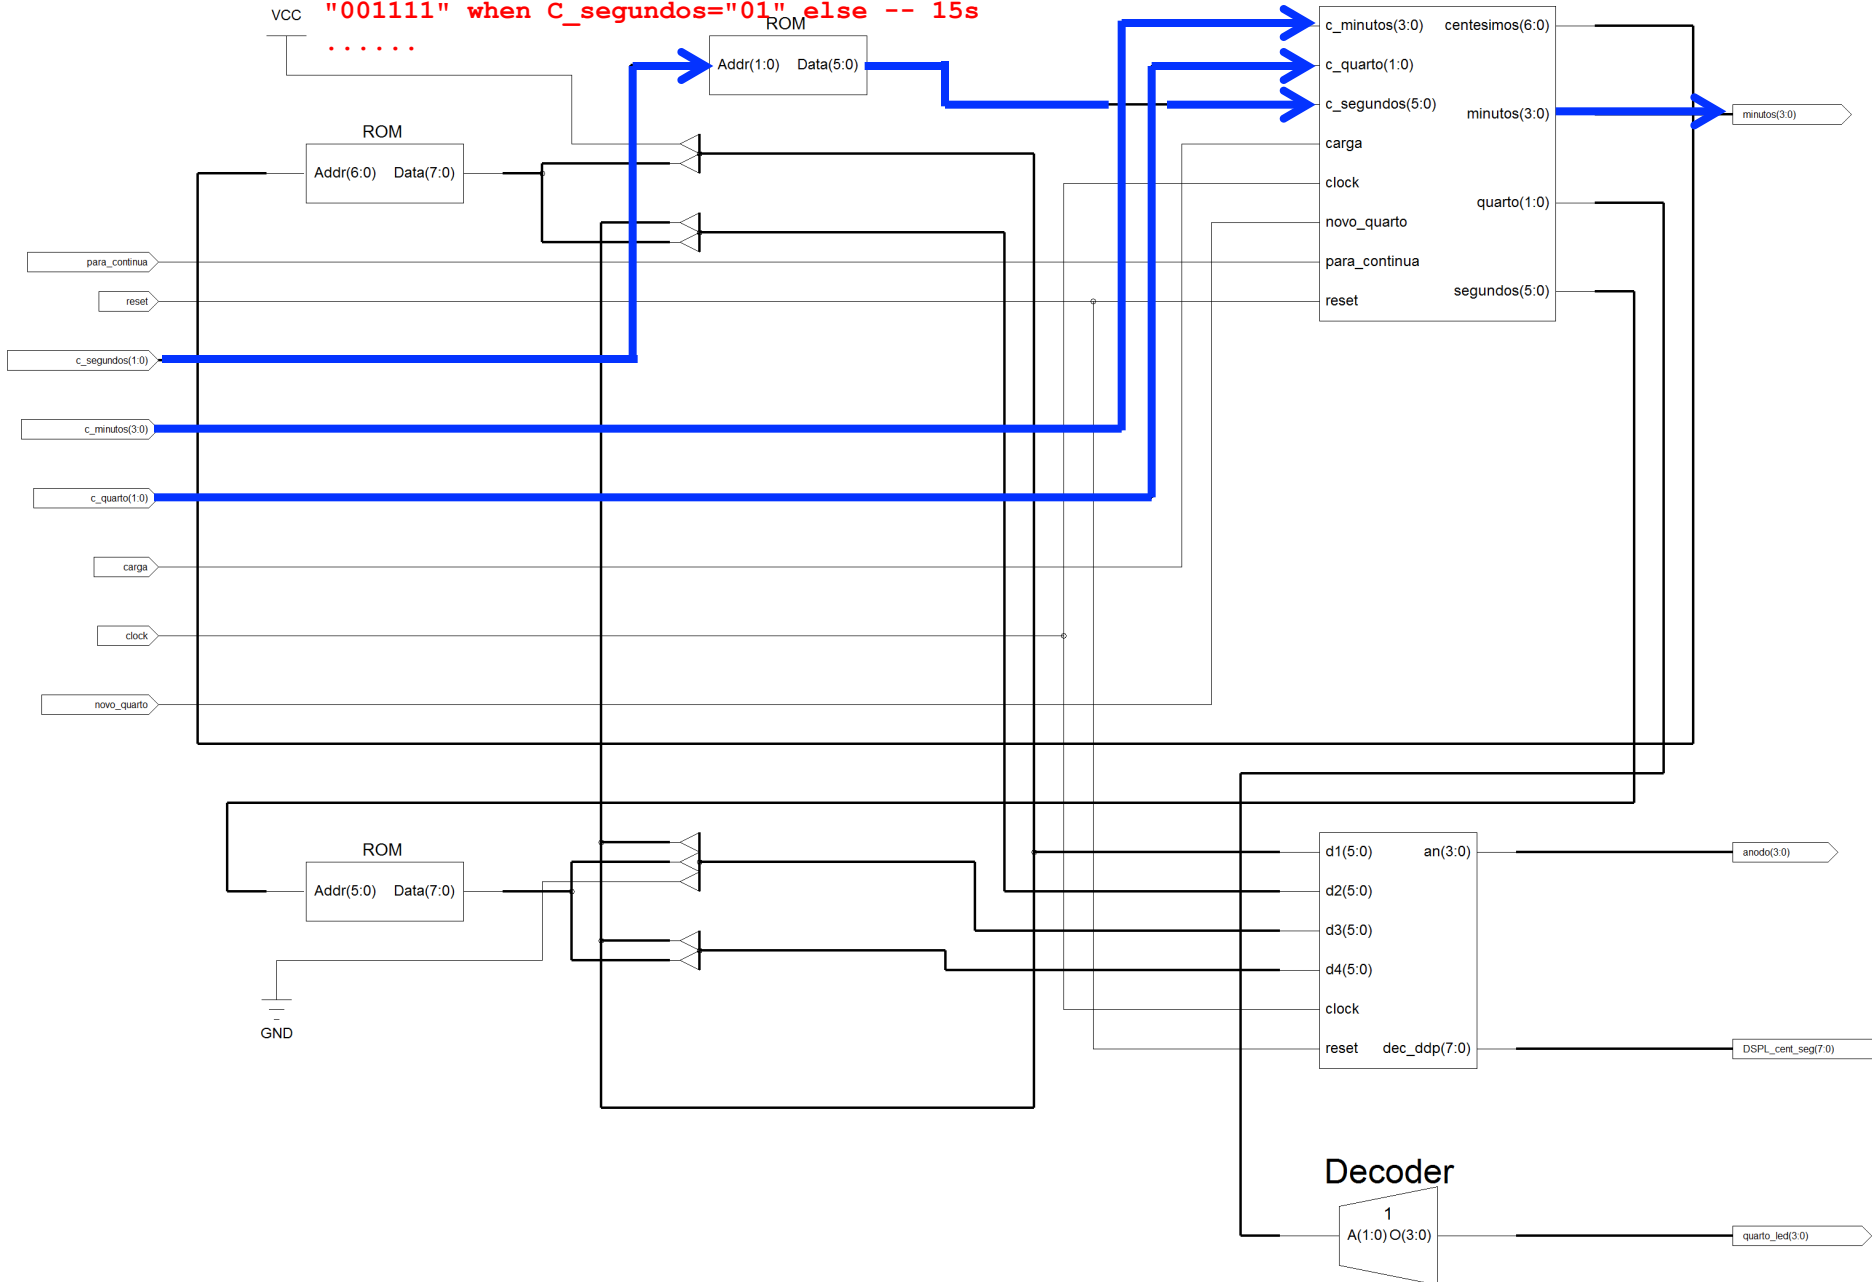 "001111" when C_segundos="01" else -- 15s
......
VCC
ROM
Addr(1:0) Data(5:0)
c_minutos(3:0) centesimos(6:0)
c_quarto(1:0)
c_segundos(5:0)
minutos(3:0)
minutos(3:0)
carga
clock
quarto(1:0)
novo_quarto
para_continua
segundos(5:0)
reset
ROM
Addr(6:0) Data(7:0)
para_continua
reset
c_segundos(1:0)
c_minutos(3:0)
c_quarto(1:0)
carga
clock
novo_quarto
ROM
Addr(5:0) Data(7:0)
GND
d1(5:0) an(3:0)
anodo(3:0)
d2(5:0)
d3(5:0)
d4(5:0)
clock
reset dec_ddp(7:0)
DSPL_cent_seg(7:0)
Decoder
1
A(1:0) O(3:0)
quarto_led(3:0)